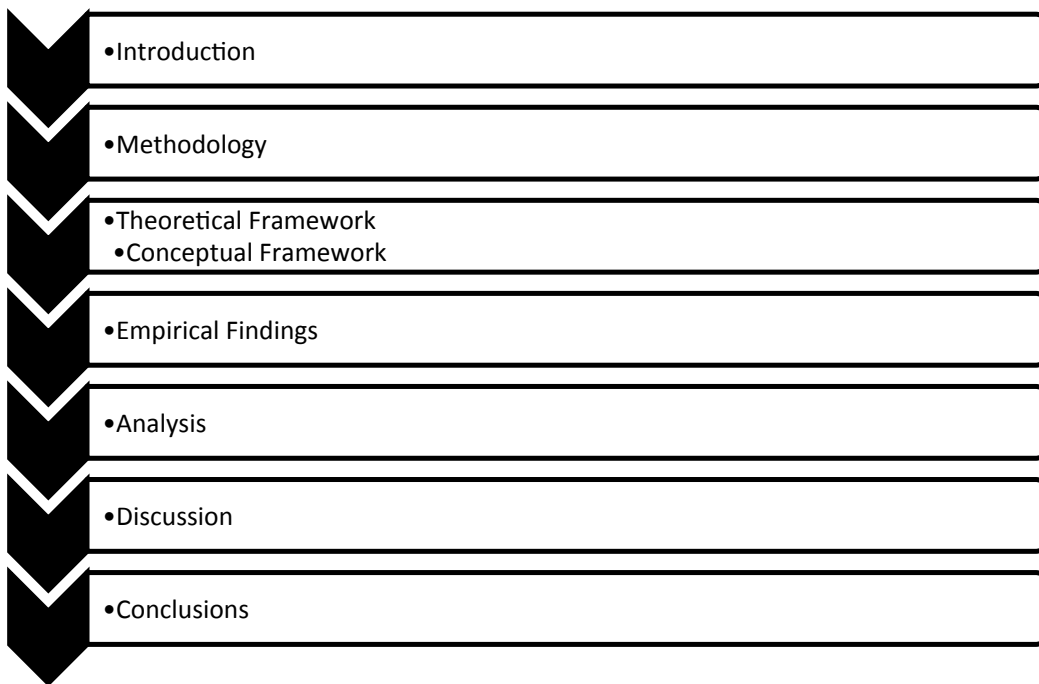 •Introduction
•Methodology
•Theoretical Framework
•Conceptual Framework
•Empirical Findings
•Analysis
•Discussion
•Conclusions